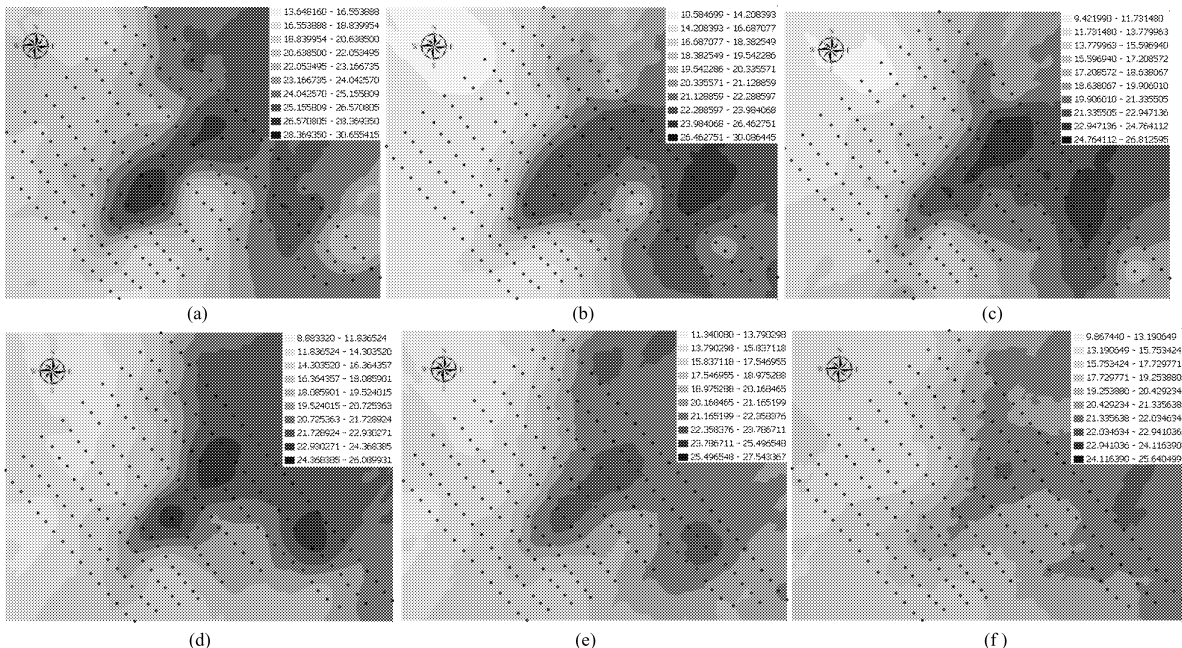 13.648160 - 16.553888
16.553888 - 18.839954
18.839954 - 20.638500
20.638500 - 22.053495
22.053495 - 23.166735
23.166735 - 24.042570
24.042570 - 25.155809
25.155809 - 26.570805
26.570805 - 28.369350
28.369350 - 30.655415
(a)
10.584699 - 14.208393
14.208393 - 16.687077
16.687077 - 18.382549
18.382549 - 19.542286
19.542286 - 20.335571
20.335571 - 21.128859
21.128859 - 22.288597
22.288597 - 23.984068
23.984068 - 26.462751
26.462751 - 30.086445
(b)
9.421990 - 11.731480
11.731480 - 13.779963
13.779963 - 15.596940
15.596940 - 17.208572
17.208572 - 18.638067
18.638067 - 19.906010
19.906010 - 21.335505
21.335505 - 22.947136
22.947136 - 24.764112
24.764112 - 26.812595
(c)
8.883320 - 11.836524
11.836524 - 14.303520
14.303520 - 16.364357
16.364357 - 18.085901
18.085901 - 19.524015
19.524015 - 20.725363
20.725363 - 21.728924
21.728924 - 22.930271
22.930271 - 24.368385
24.368385 - 26.089931
(d)
11.340080 - 13.790298
13.790298 - 15.837118
15.837118 - 17.546955
17.546955 - 18.975288
18.975288 - 20.168465
20.168465 - 21.165199
21.165199 - 22.358376
22.358376 - 23.786711
23.786711 - 25.496548
25.496548 - 27.543367
(e)
9.867440 - 13.190649
13.190649 - 15.753424
15.753424 - 17.729771
17.729771 - 19.253880
19.253880 - 20.429234
20.429234 - 21.335638
21.335638 - 22.034634
22.034634 - 22.941036
22.941036 - 24.116390
24.116390 - 25.640499
(f)